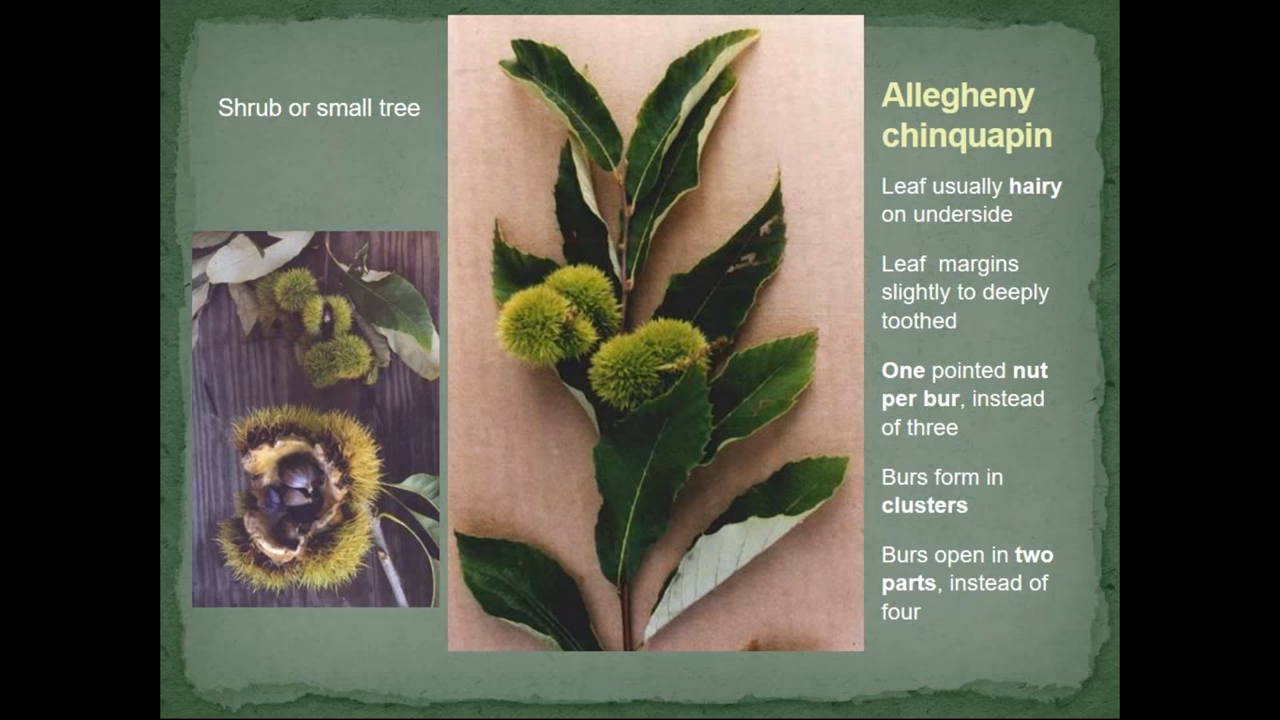 Shrub or small tree
Allegheny
chinquapin
Leaf usually hairy
on underside
Leaf  margins
slightly to deeply
toothed
One pointed nut
per bur, instead
of three
Burs form in
clusters
Burs open in two
parts, instead of
four